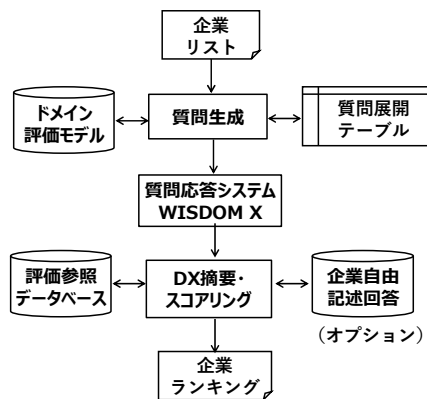 企業
リスト
ドメイン
評価モデル
質問生成
質問展開
テーブル
質問応答システム
WISDOM X
評価参照
データベース
DX摘要・
スコアリング
企業自由
記述回答
（オプション）
企業
ランキング